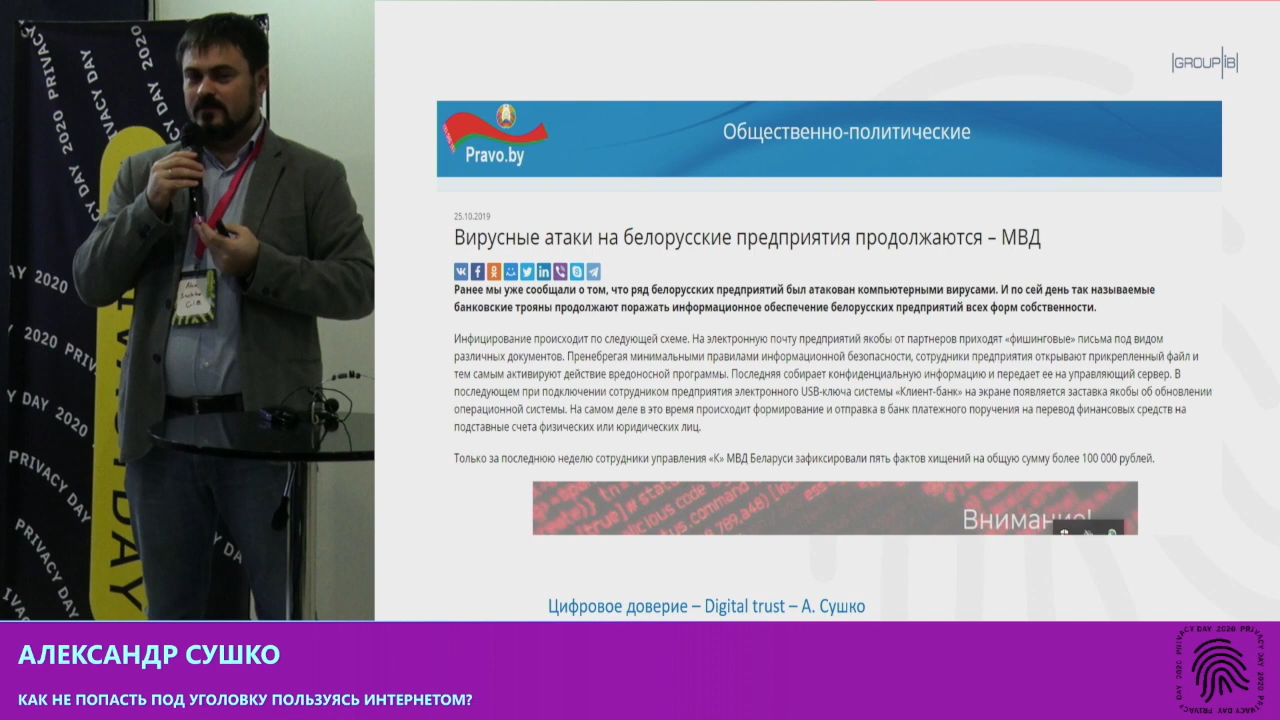 PRIVACY DAY 2020 PRIVACY
DAY 2020
PRIVACY DAY
|GROUP|iB|
Pravo.by
Общественно-политические
25.10.2019
Вирусные атаки на белорусские предприятия продолжаются – МВД
Ранее мы уже сообщали о том, что ряд белорусских предприятий был атакован компьютерными вирусами. И по сей день так называемые
банковские трояны продолжают поражать информационное обеспечение белорусских предприятий всех форм собственности.
Инфицирование происходит по следующей схеме. На электронную почту предприятий якобы от партнеров приходят «фишинговые» письма под видом
различных документов. Пренебрегая минимальными правилами информационной безопасности, сотрудники предприятия открывают прикрепленный файл и
тем самым активируют действие вредоносной программы. Последняя собирает конфиденциальную информацию и передает ее на управляющий сервер. В
последующем при подключении сотрудником предприятия электронного USB-ключа системы «Клиент-банк» на экране появляется заставка якобы об обновлении
операционной системы. На самом деле в это время происходит формирование и отправка в банк платежного поручения на перевод финансовых средств на
подставные счета физических или юридических лиц.
Только за последнюю неделю сотрудники управления «К» МВД Беларуси зафиксировали пять фактов хищений на общую сумму более 100 000 рублей.
Внимание!
Цифровое доверие – Digital trust – А. Сушко
АЛЕКСАНДР СУШКО
КАК НЕ ПОПАСТЬ ПОД УГОЛОВКУ ПОЛЬЗУЯСЬ ИНТЕРНЕТОМ?
PRIVACY DAY 2020